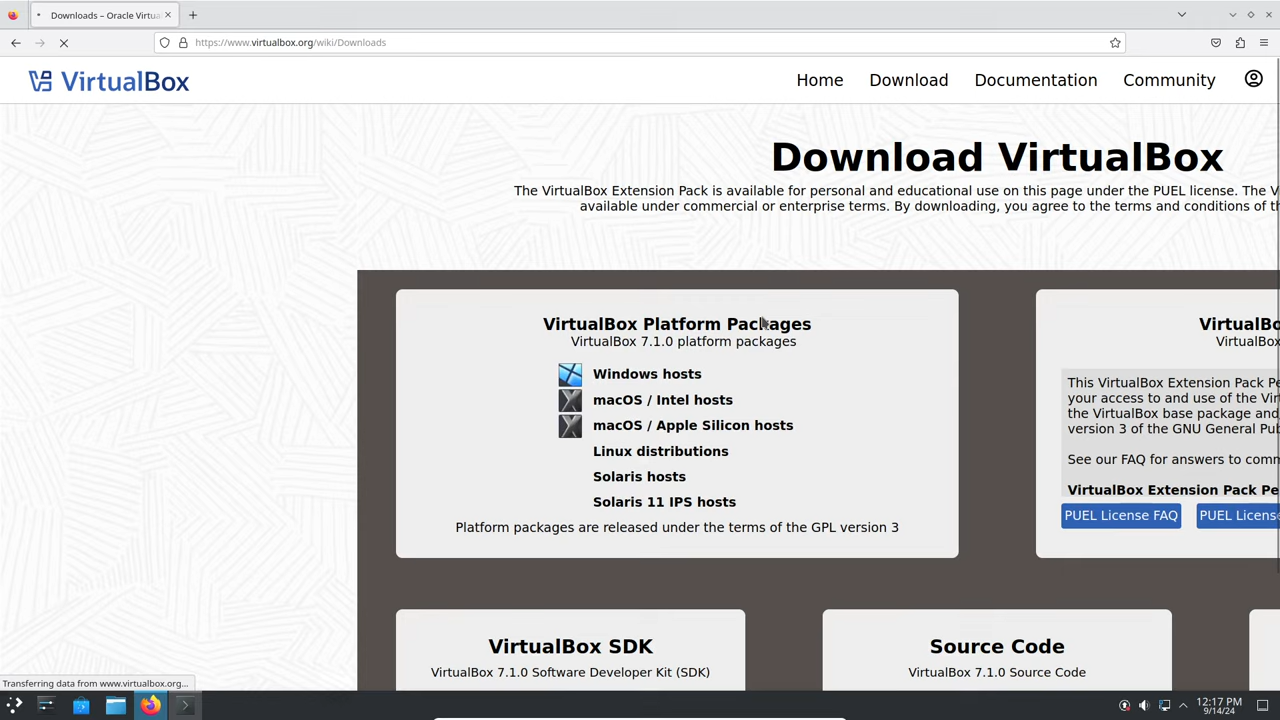 Downloads – Oracle Virtua
https://www.virtualbox.org/wiki/Downloads
VirtualBox
Home
Download
Documentation
Community
Download VirtualBox
The VirtualBox Extension Pack is available for personal and educational use on this page under the PUEL license. The V
available under commercial or enterprise terms. By downloading, you agree to the terms and conditions of th
VirtualBox Platform Packages
VirtualBox 7.1.0 platform packages
Windows hosts
macOS / Intel hosts
macOS / Apple Silicon hosts
Linux distributions
Solaris hosts
Solaris 11 IPS hosts
Platform packages are released under the terms of the GPL version 3
VirtualBo
VirtualBox
This VirtualBox Extension Pack Pe
your access to and use of the Vir
the VirtualBox base package and
version 3 of the GNU General Pub
See our FAQ for answers to comm
VirtualBox Extension Pack Pe
PUEL License FAQ
PUEL License
VirtualBox SDK
VirtualBox 7.1.0 Software Developer Kit (SDK)
Source Code
VirtualBox 7.1.0 Source Code
Transferring data from www.virtualbox.org...
12:17 PM
9/14/24